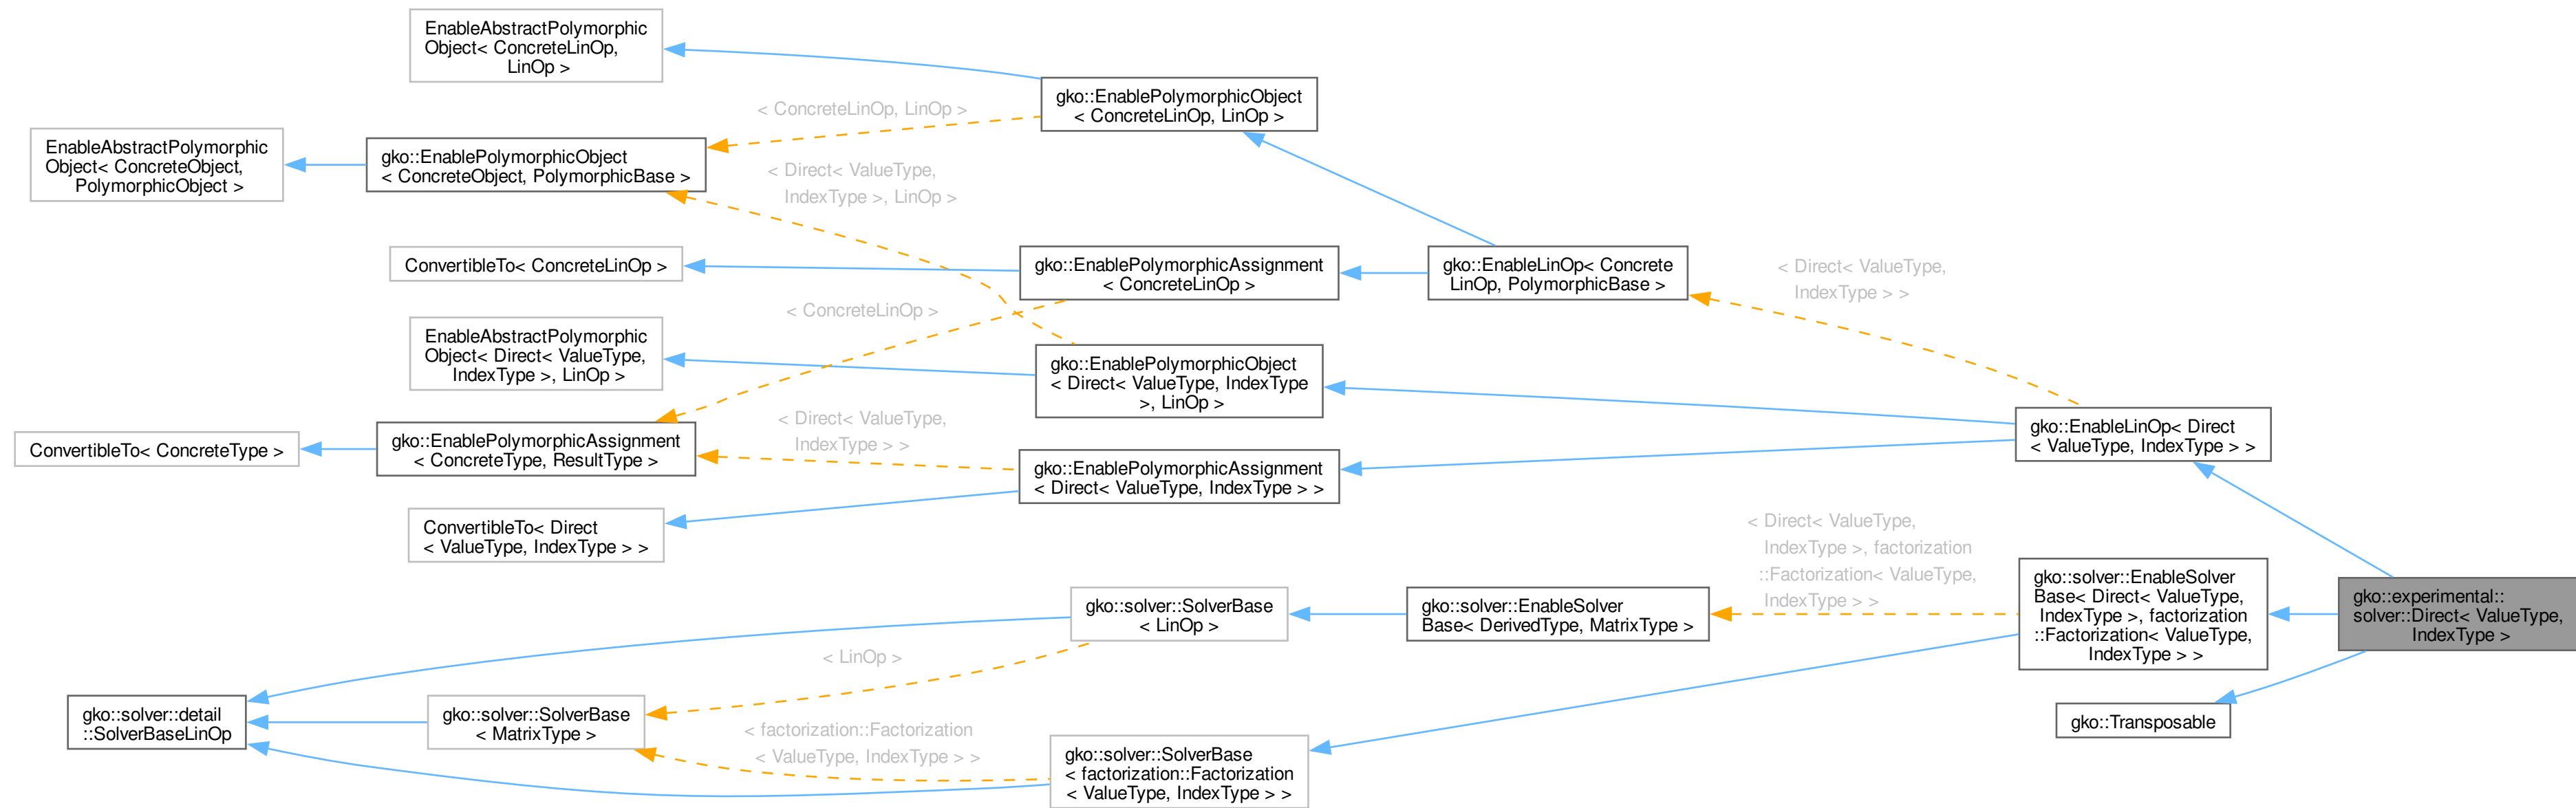 EnableAbstractPolymorphic
Object< ConcreteLinOp,
LinOp >
gko::EnablePolymorphicObject
< ConcreteLinOp, LinOp >
< ConcreteLinOp, LinOp >
EnableAbstractPolymorphic
Object< ConcreteObject,
PolymorphicObject >
gko::EnablePolymorphicObject
< ConcreteObject, PolymorphicBase >
< Direct< ValueType,
IndexType >, LinOp >
ConvertibleTo< ConcreteLinOp >
gko::EnablePolymorphicAssignment
< ConcreteLinOp >
gko::EnableLinOp< Concrete
LinOp, PolymorphicBase >
< Direct< ValueType,
IndexType > >
< ConcreteLinOp >
EnableAbstractPolymorphic
Object< Direct< ValueType,
IndexType >, LinOp >
gko::EnablePolymorphicObject
< Direct< ValueType, IndexType
>, LinOp >
ConvertibleTo< ConcreteType >
gko::EnablePolymorphicAssignment
< ConcreteType, ResultType >
< Direct< ValueType,
IndexType > >
gko::EnablePolymorphicAssignment
< Direct< ValueType, IndexType > >
gko::EnableLinOp< Direct
< ValueType, IndexType > >
ConvertibleTo< Direct
< ValueType, IndexType > >
< Direct< ValueType,
IndexType >, factorization
::Factorization< ValueType,
IndexType > >
gko::solver::SolverBase
< LinOp >
gko::solver::EnableSolver
Base< DerivedType, MatrixType >
gko::solver::EnableSolver
Base< Direct< ValueType,
IndexType >, factorization
::Factorization< ValueType,
IndexType > >
gko::experimental::
solver::Direct< ValueType,
IndexType >
< LinOp >
gko::solver::detail
::SolverBaseLinOp
gko::solver::SolverBase
< MatrixType >
< factorization::Factorization
< ValueType, IndexType > >
gko::solver::SolverBase
< factorization::Factorization
< ValueType, IndexType > >
gko::Transposable